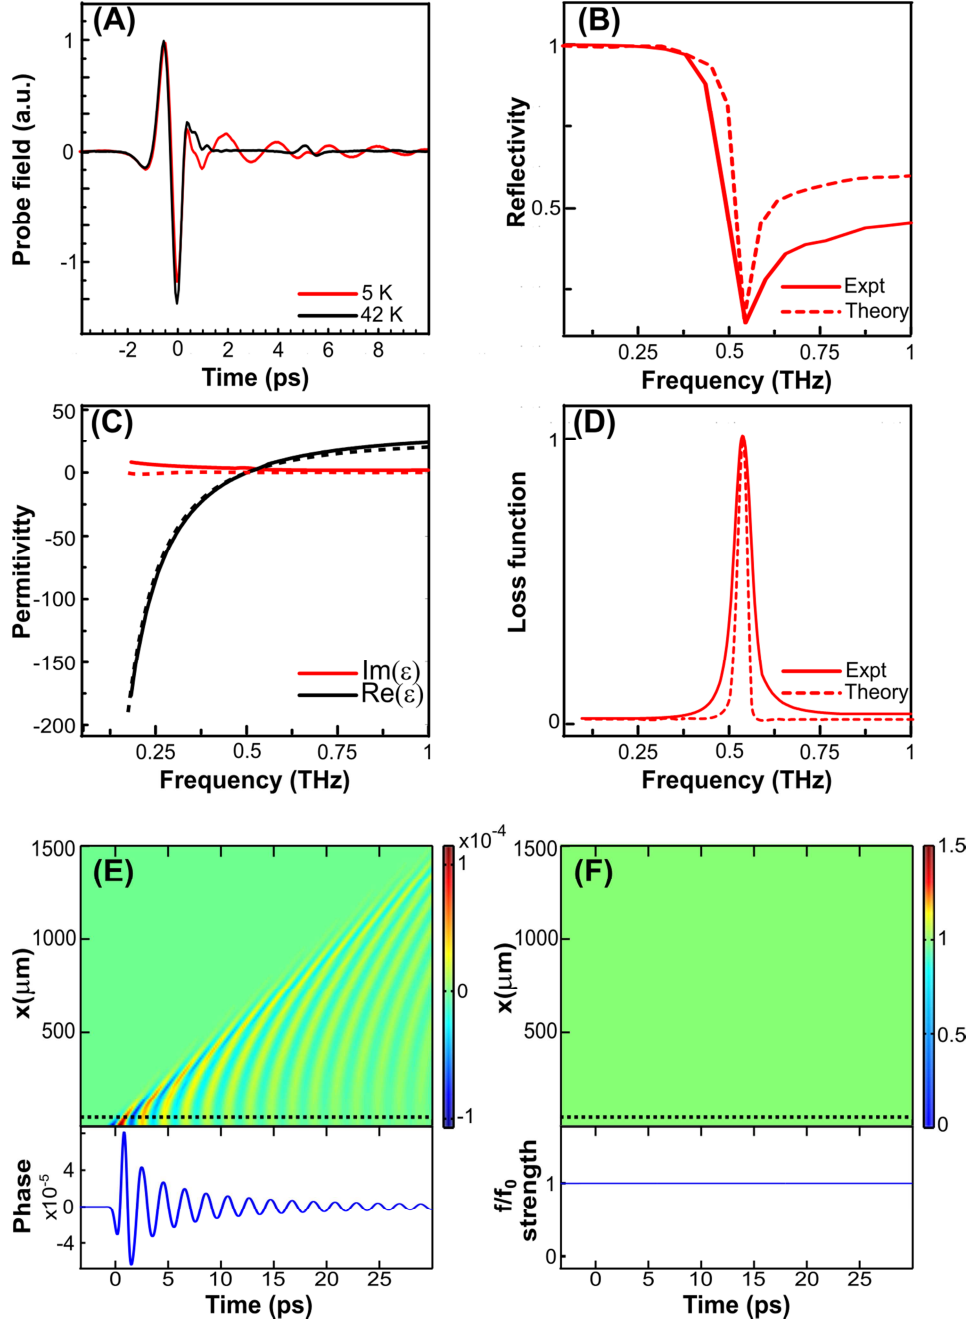 (A)
Probe field (a.u.)
1
0
-1
5 K
42 K
-2 0 2 4 6 8
Time (ps)
(B)
Reflectivity
1
0.5
Expt
Theory
0.25 0.5 0.75 1
Frequency (THz)
(C)
Permitivitty
50
0
-50
-100
-150
-200
Im(ε)
Re(ε)
0.25 0.5 0.75 1
Frequency (THz)
(D)
Loss function
1
0
Expt
Theory
0.25 0.5 0.75 1
Frequency (THz)
(E)
x(μm)
1500
1000
500
x10-4
1
0
-1
Phase
x10-5
4
0
-4
0 5 10 15 20 25
Time (ps)
(F)
x(μm)
1500
1000
500
1.5
1
0.5
0
f/f0
strength
1
0
0 5 10 15 20 25
Time (ps)